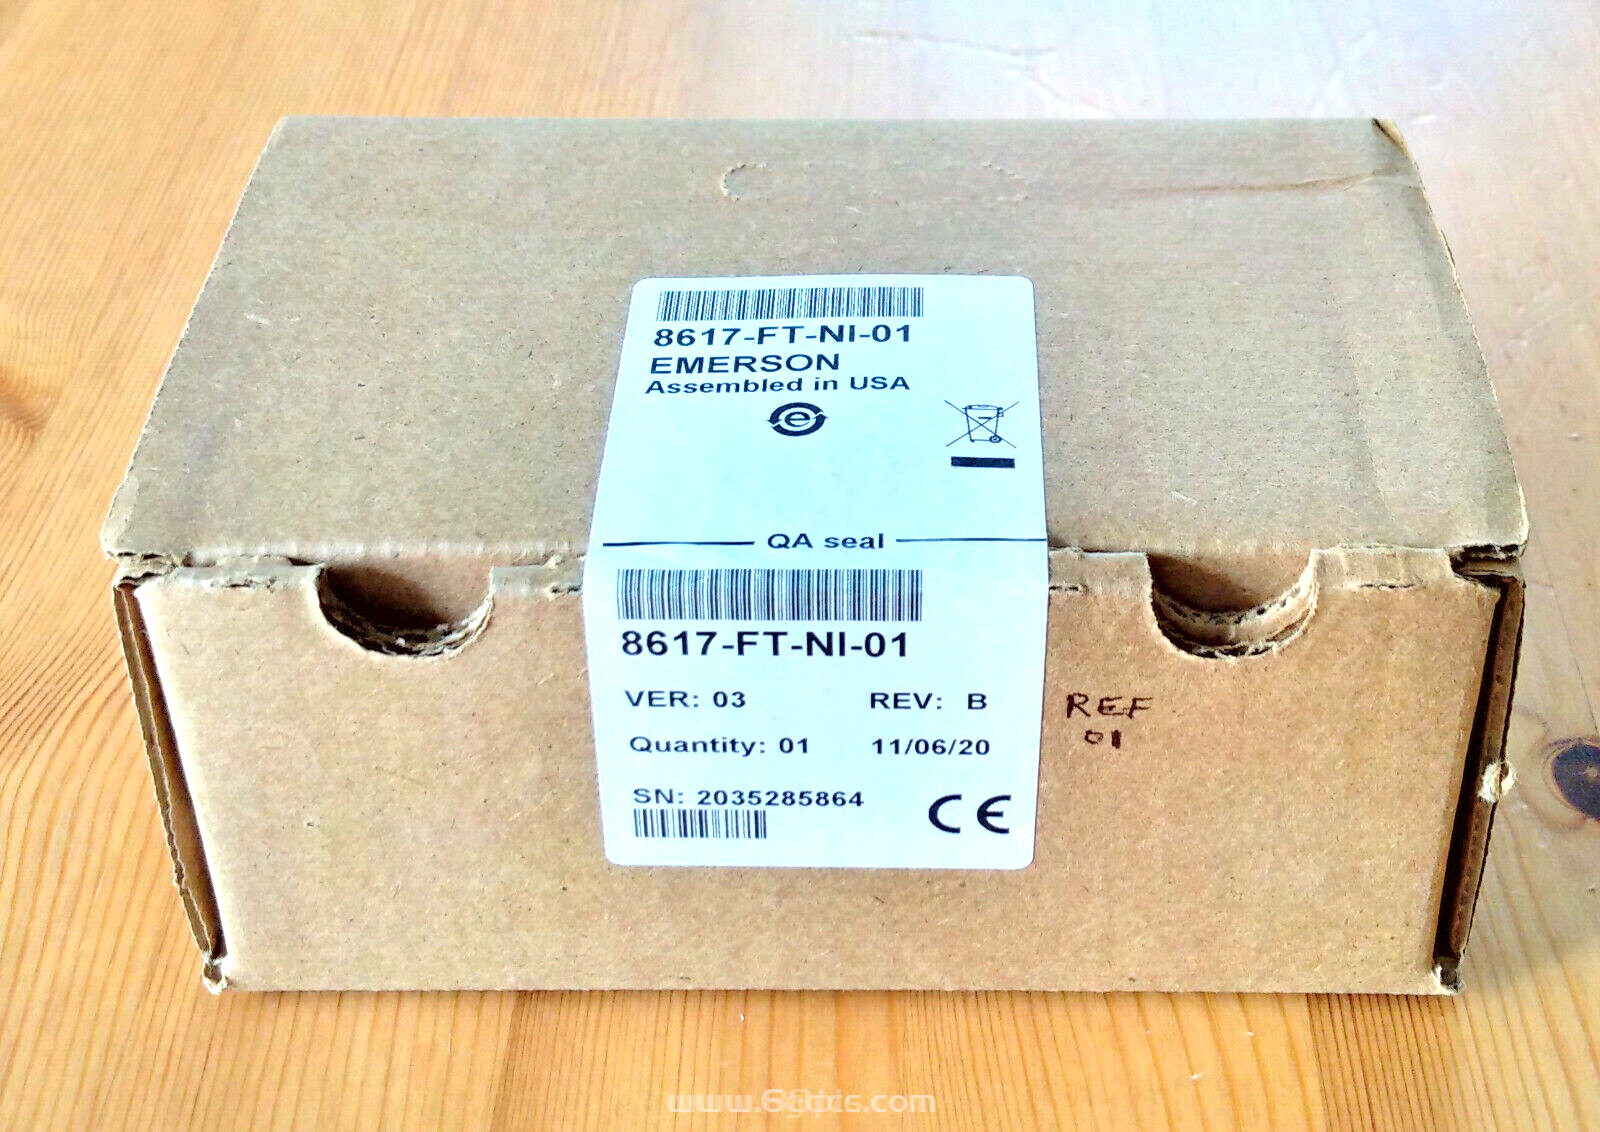 8617-FT-NI-01
EMERSON
Assembled in USA
e
QA seal
8617-FT-NI-01
VER: 03 REV: B
REF
01
Quantity: 01 11/06/20
SN: 2035285864
CE